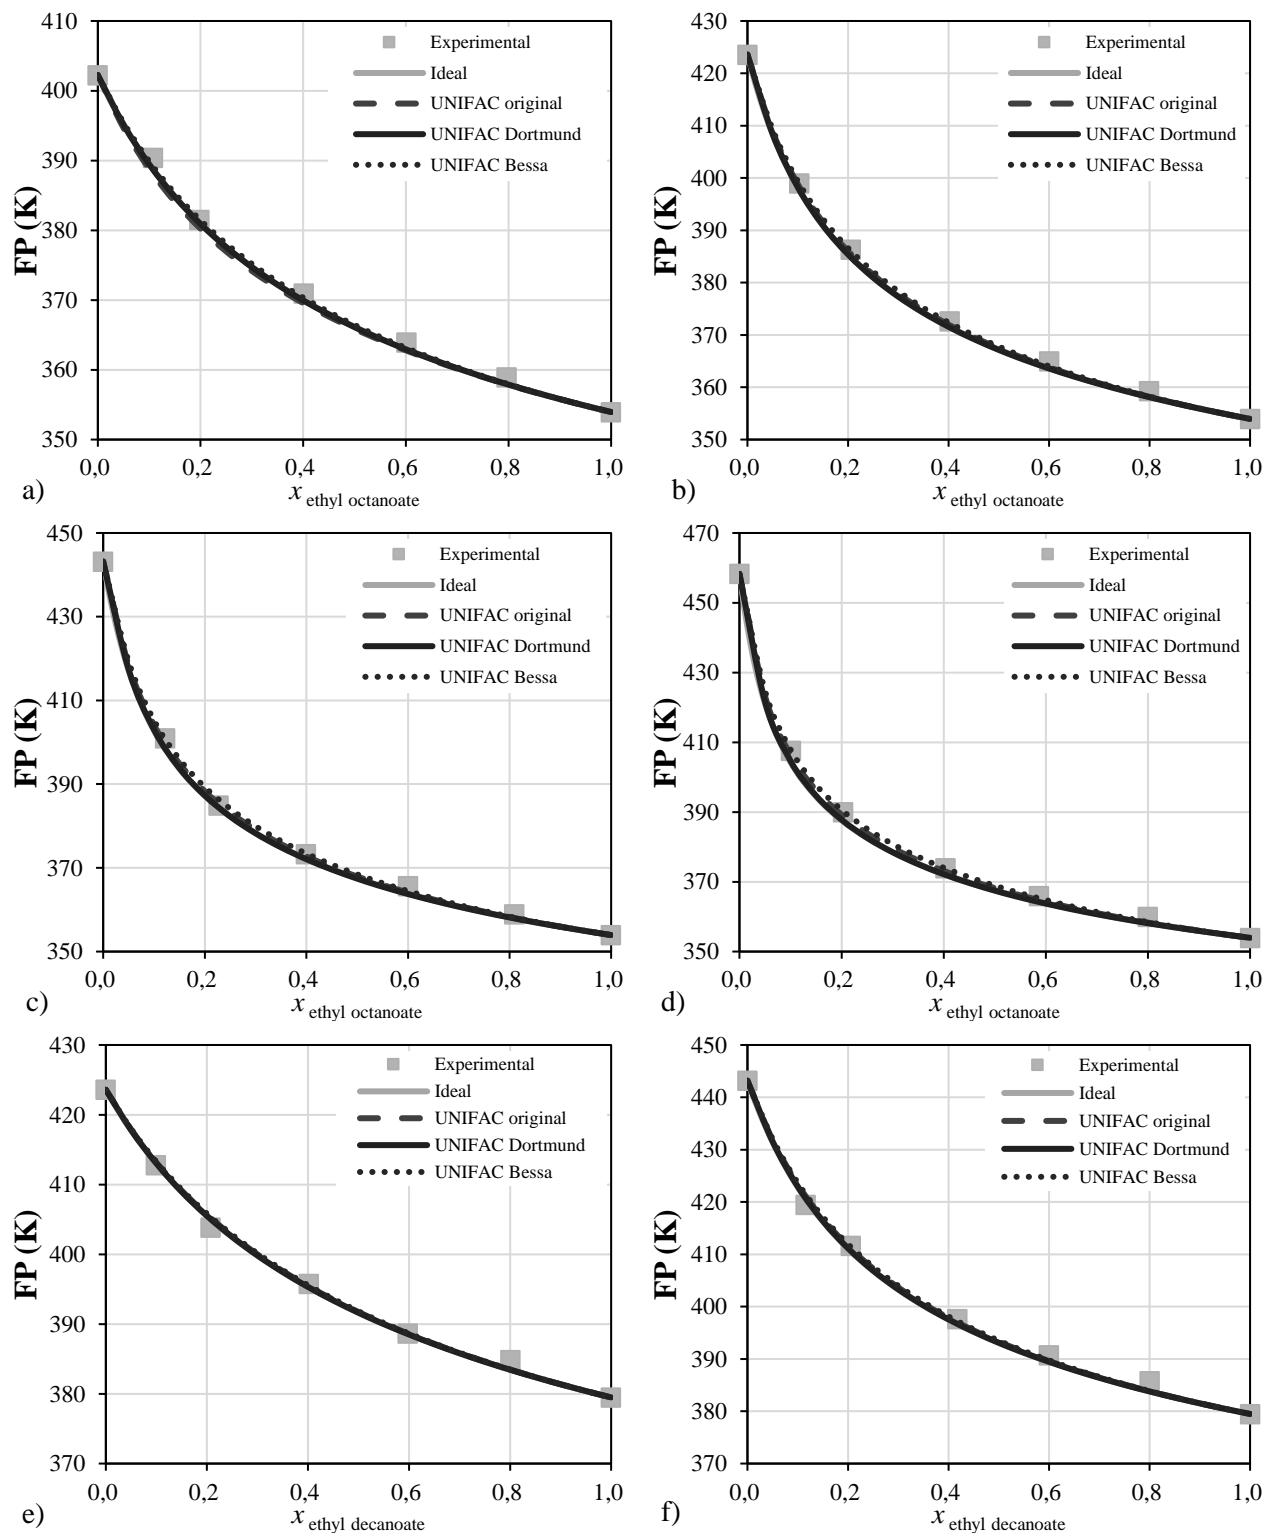 410
400
390
380
370
360
350
FP (K)
Experimental
Ideal
UNIFAC original
UNIFAC Dortmund
UNIFAC Bessa
0,0 0,2 0,4 0,6 0,8 1,0
a) x ethyl octanoate
430
420
410
400
390
380
370
360
350
FP (K)
Experimental
Ideal
UNIFAC original
UNIFAC Dortmund
UNIFAC Bessa
0,0 0,2 0,4 0,6 0,8 1,0
b) x ethyl octanoate
450
430
410
390
370
350
FP (K)
Experimental
Ideal
UNIFAC original
UNIFAC Dortmund
UNIFAC Bessa
0,0 0,2 0,4 0,6 0,8 1,0
c) x ethyl octanoate
470
450
430
410
390
370
350
FP (K)
Experimental
Ideal
UNIFAC original
UNIFAC Dortmund
UNIFAC Bessa
0,0 0,2 0,4 0,6 0,8 1,0
d) x ethyl octanoate
430
420
410
400
390
380
370
FP (K)
Experimental
Ideal
UNIFAC original
UNIFAC Dortmund
UNIFAC Bessa
0,0 0,2 0,4 0,6 0,8 1,0
e) x ethyl decanoate
450
440
430
420
410
400
390
380
370
FP (K)
Experimental
Ideal
UNIFAC original
UNIFAC Dortmund
UNIFAC Bessa
0,0 0,2 0,4 0,6 0,8 1,0
f) x ethyl decanoate